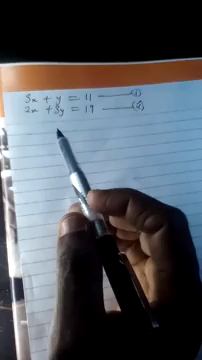 3x + y = 11 ——— (1)
2x + 3y = 19 ——— (2)